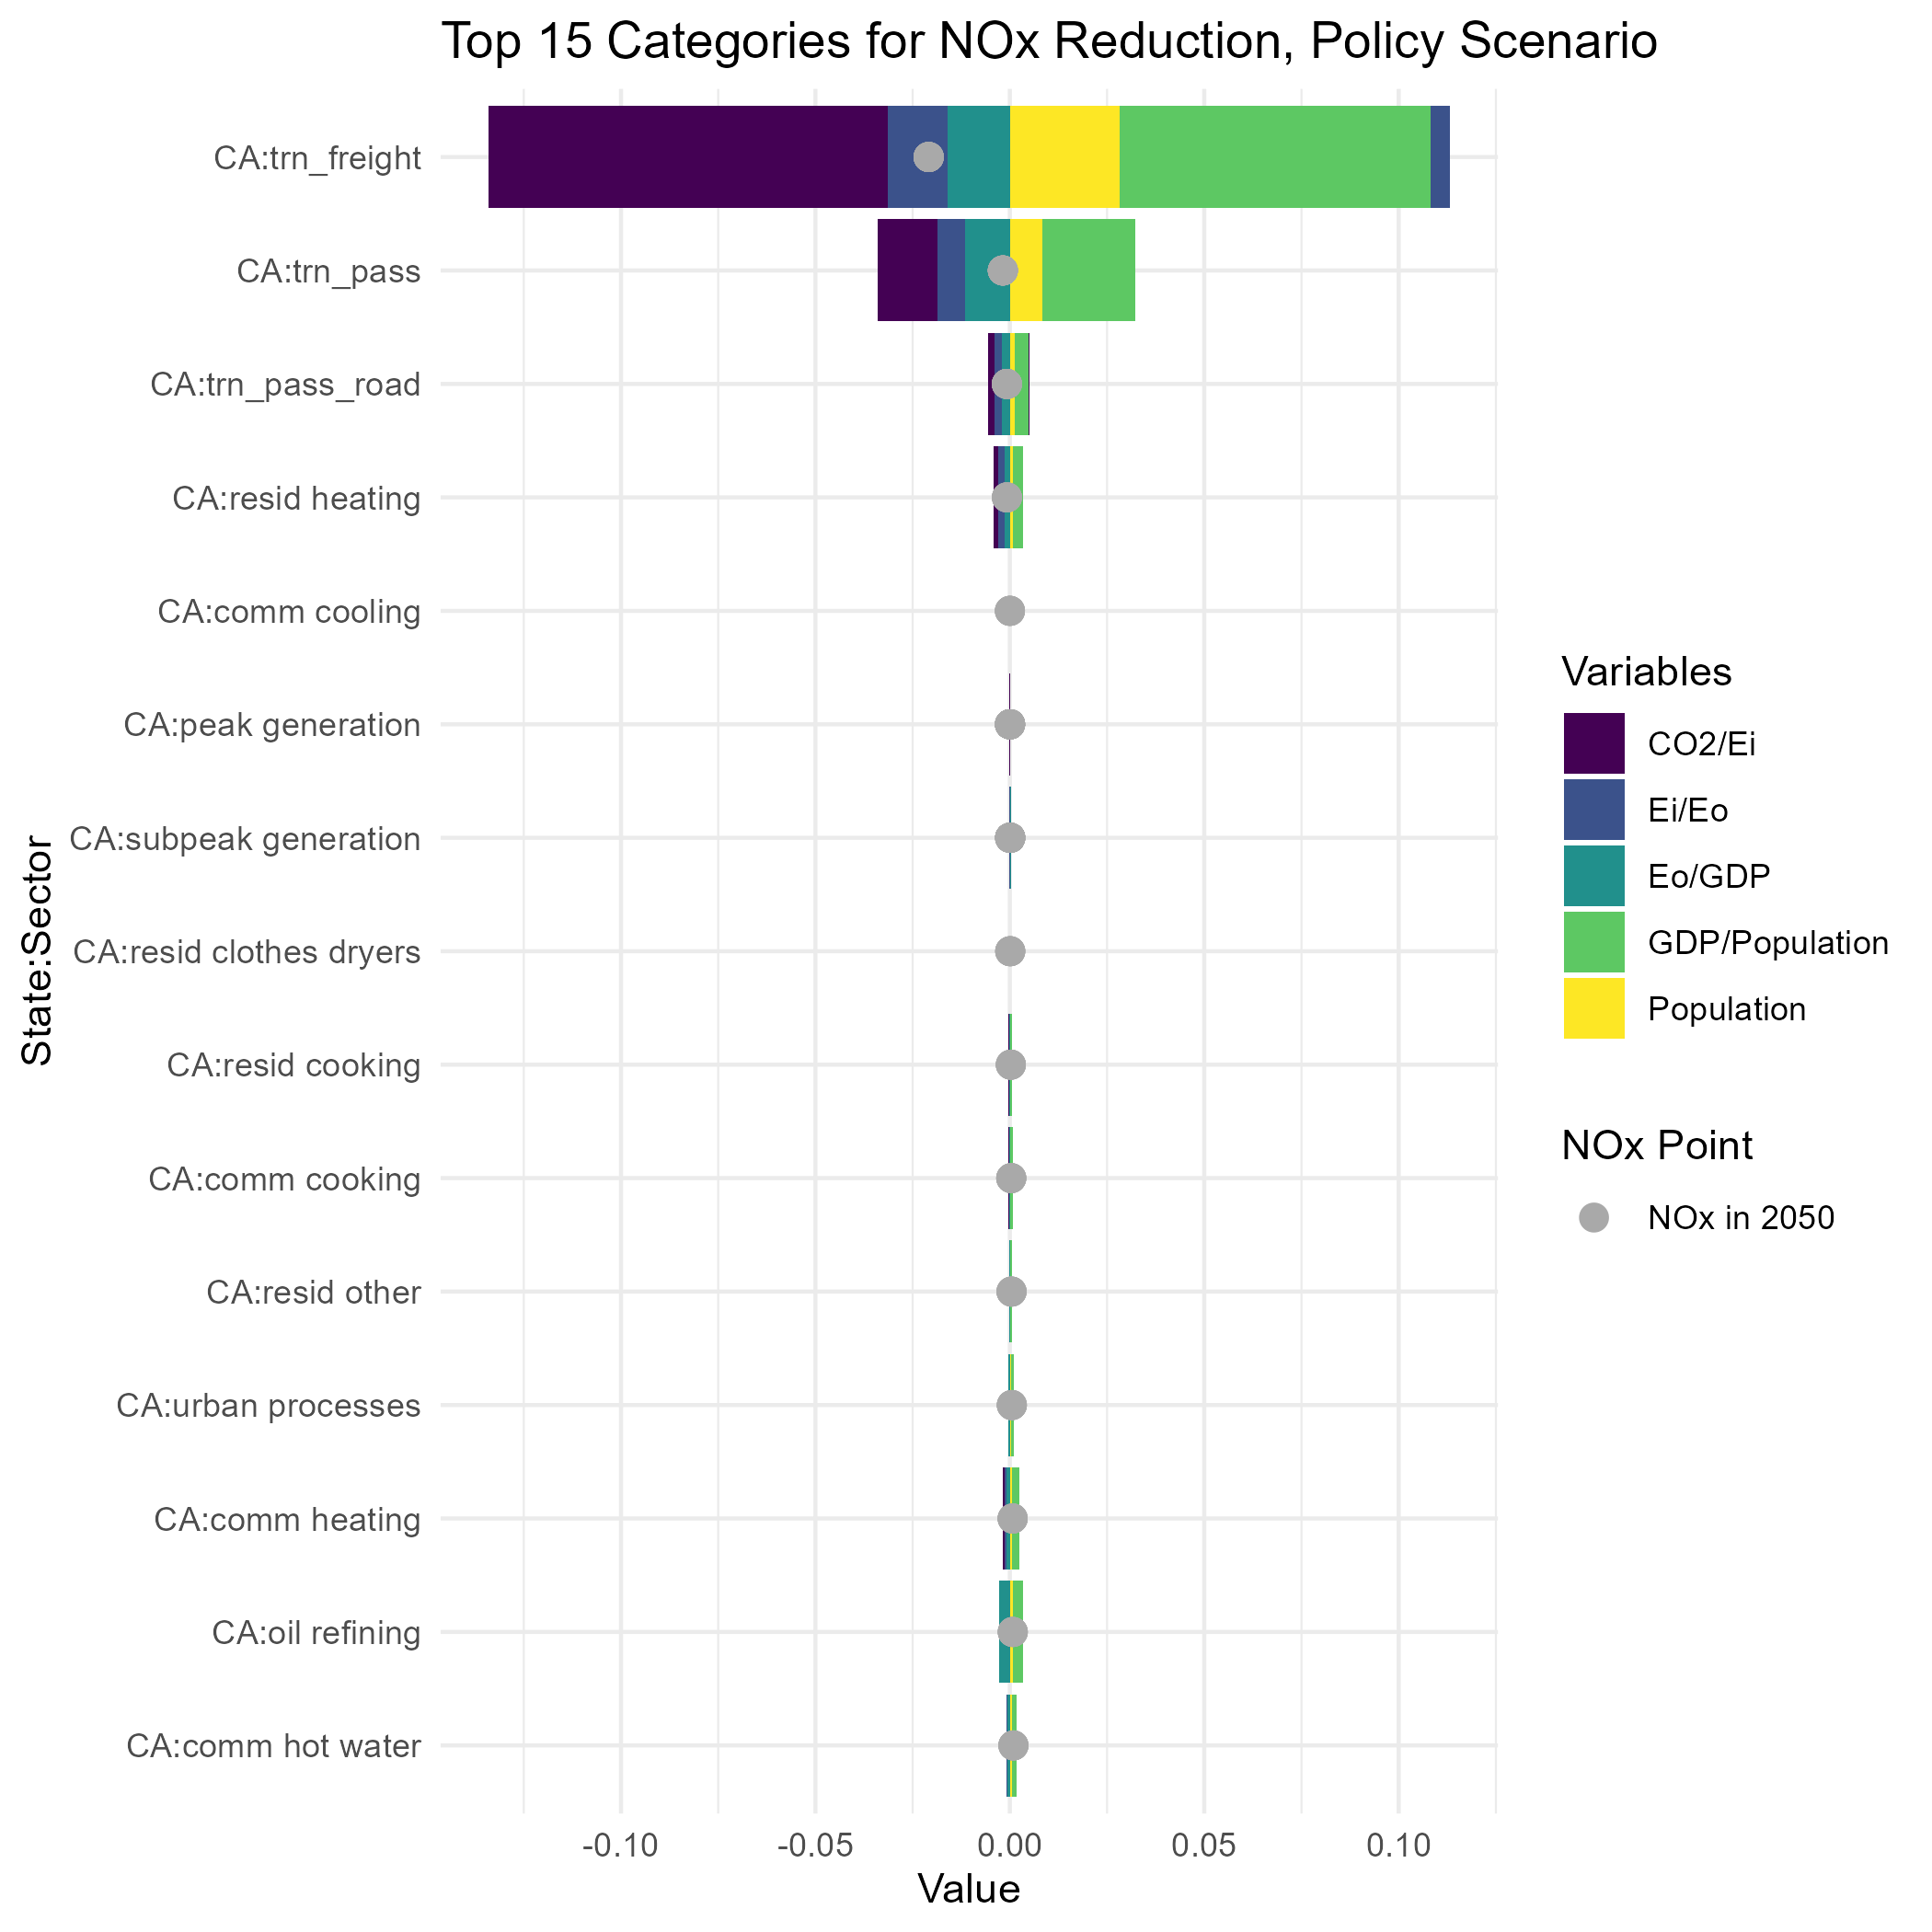 Top 15 Categories for NOx Reduction, Policy Scenario
State:Sector
CA:trn_freight
CA:trn_pass
CA:trn_pass_road
CA:resid heating
CA:comm cooling
CA:peak generation
CA:subpeak generation
CA:resid clothes dryers
CA:resid cooking
CA:comm cooking
CA:resid other
CA:urban processes
CA:comm heating
CA:oil refining
CA:comm hot water
-0.10
-0.05
0.00
0.05
0.10
Value
Variables
CO2/Ei
Ei/Eo
Eo/GDP
GDP/Population
Population
NOx Point
NOx in 2050